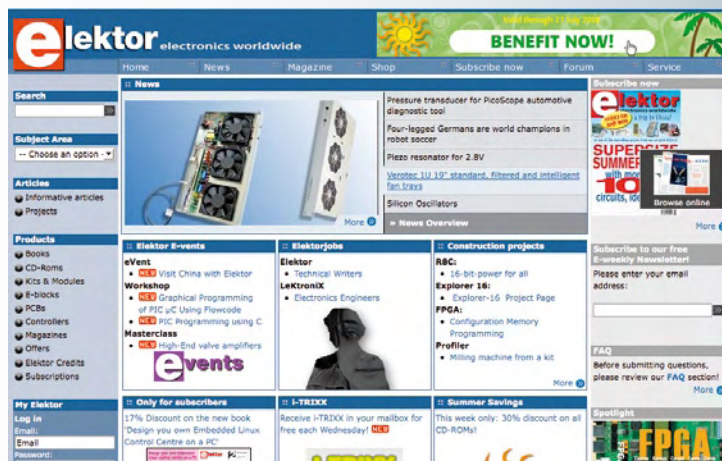 elektor electronics worldwide
Valid through 21 July 2008
BENEFIT NOW!
Home News Magazine Shop Subscribe now Forum Service
Search
Subject Area
-- Choose an option -
Articles
Informative articles
Projects
Products
Books
CD-Roms
Kits & Modules
E-blocks
PCBs
Controllers
Magazines
Offers
Elektor Credits
Subscriptions
My Elektor
Log in
Email:
Email
Password:
:: News
Pressure transducer for PicoScope automotive
diagnostic tool
Four-legged Germans are world champions in
robot soccer
Piezo resonator for 2.8V
Verotec 1U 19" standard, filtered and intelligent
fan trays
Silicon Oscillators
More
» News Overview
:: Elektor E-vents
eVent
• NEW Visit China with Elektor
Workshop
• NEW Graphical Programming
of PIC µC Using Flowcode
• NEW PIC Programming using C
Masterclass
• NEW High-End valve amplifiers
events
:: Elektorjobs
Elektor
• Technical Writers
LeKtroniX
• Electronics Engineers
:: Construction projects
R8C:
• 16-bit-power for all
Explorer 16:
• Explorer-16 Project Page
FPGA:
• Configuration Memory
Programming
Profiler
• Milling machine from a kit
More
:: Only for subscribers
17% Discount on the new book
'Design you own Embedded Linux
Control Centre on a PC'
:: i-TRIXX
Receive i-TRIXX in your mailbox for
free each Wednesday! NEW
:: Summer Savings
This week only: 30% discount on all
CD-ROMs!
Subscribe now
elektor
SUMMER
with
10
circuits,
Browse online
More
Subscribe to our free
E-weekly Newsletter!
Please enter your email
address:
FAQ
Before submitting questions,
please review our FAQ section!
More
Spotlight
FPGA